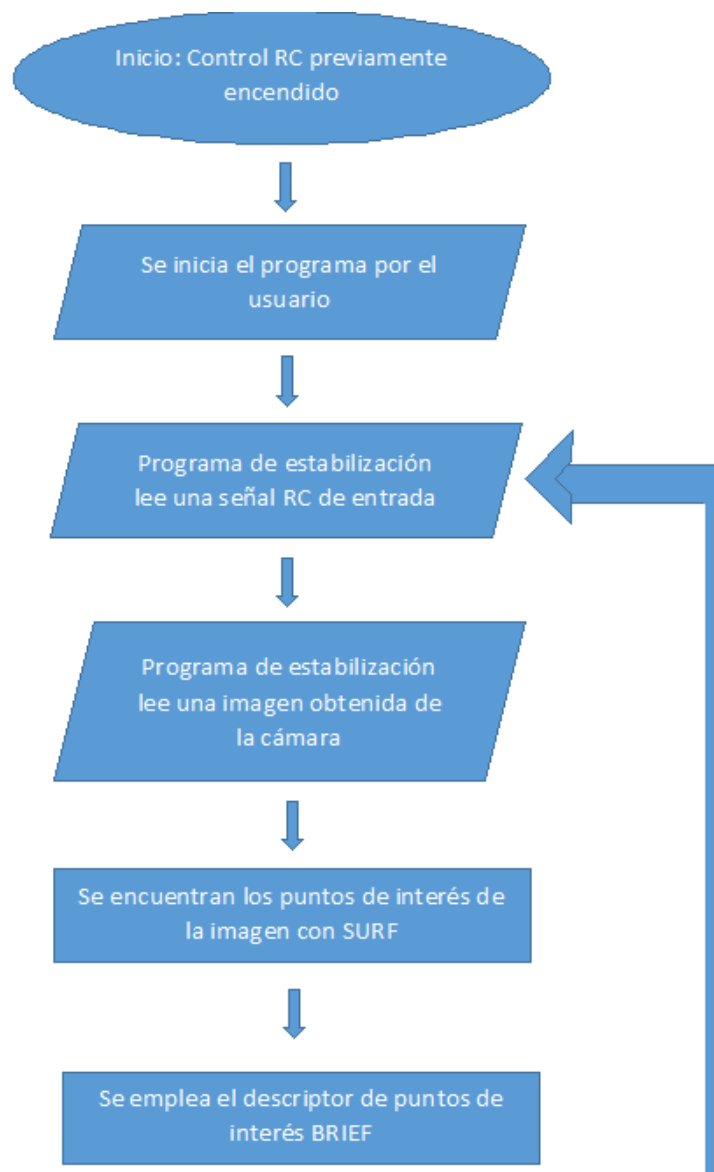 Inicio: Control RC previamente
encendido
Se inicia el programa por el
usuario
Programa de estabilización
lee una señal RC de entrada
Programa de estabilización
lee una imagen obtenida de
la cámara
Se encuentran los puntos de interés de
la imagen con SURF
Se emplea el descriptor de puntos de
interés BRIEF